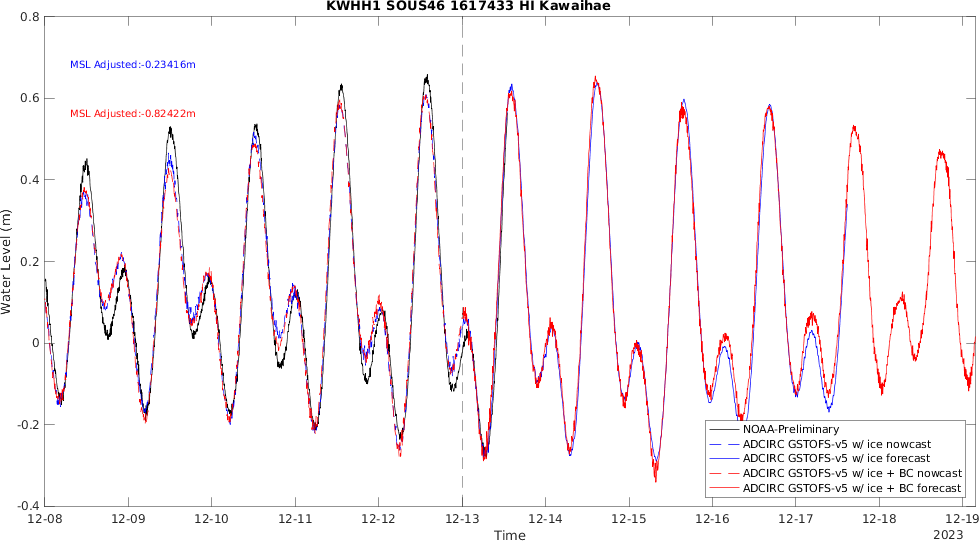 KWHH1 SOUS46 1617433 HI Kawaihae
0.8
0.6
0.4
0.2
0
-0.2
-0.4
Water Level (m)
MSL Adjusted:-0.23416m
MSL Adjusted:-0.82422m
NOAA-Preliminary
ADCIRC GSTOFS-v5 w/ ice nowcast
ADCIRC GSTOFS-v5 w/ ice forecast
ADCIRC GSTOFS-v5 w/ ice + BC nowcast
ADCIRC GSTOFS-v5 w/ ice + BC forecast
12-08 12-09 12-10 12-11 12-12 12-13 12-14 12-15 12-16 12-17 12-18 12-19
Time
2023